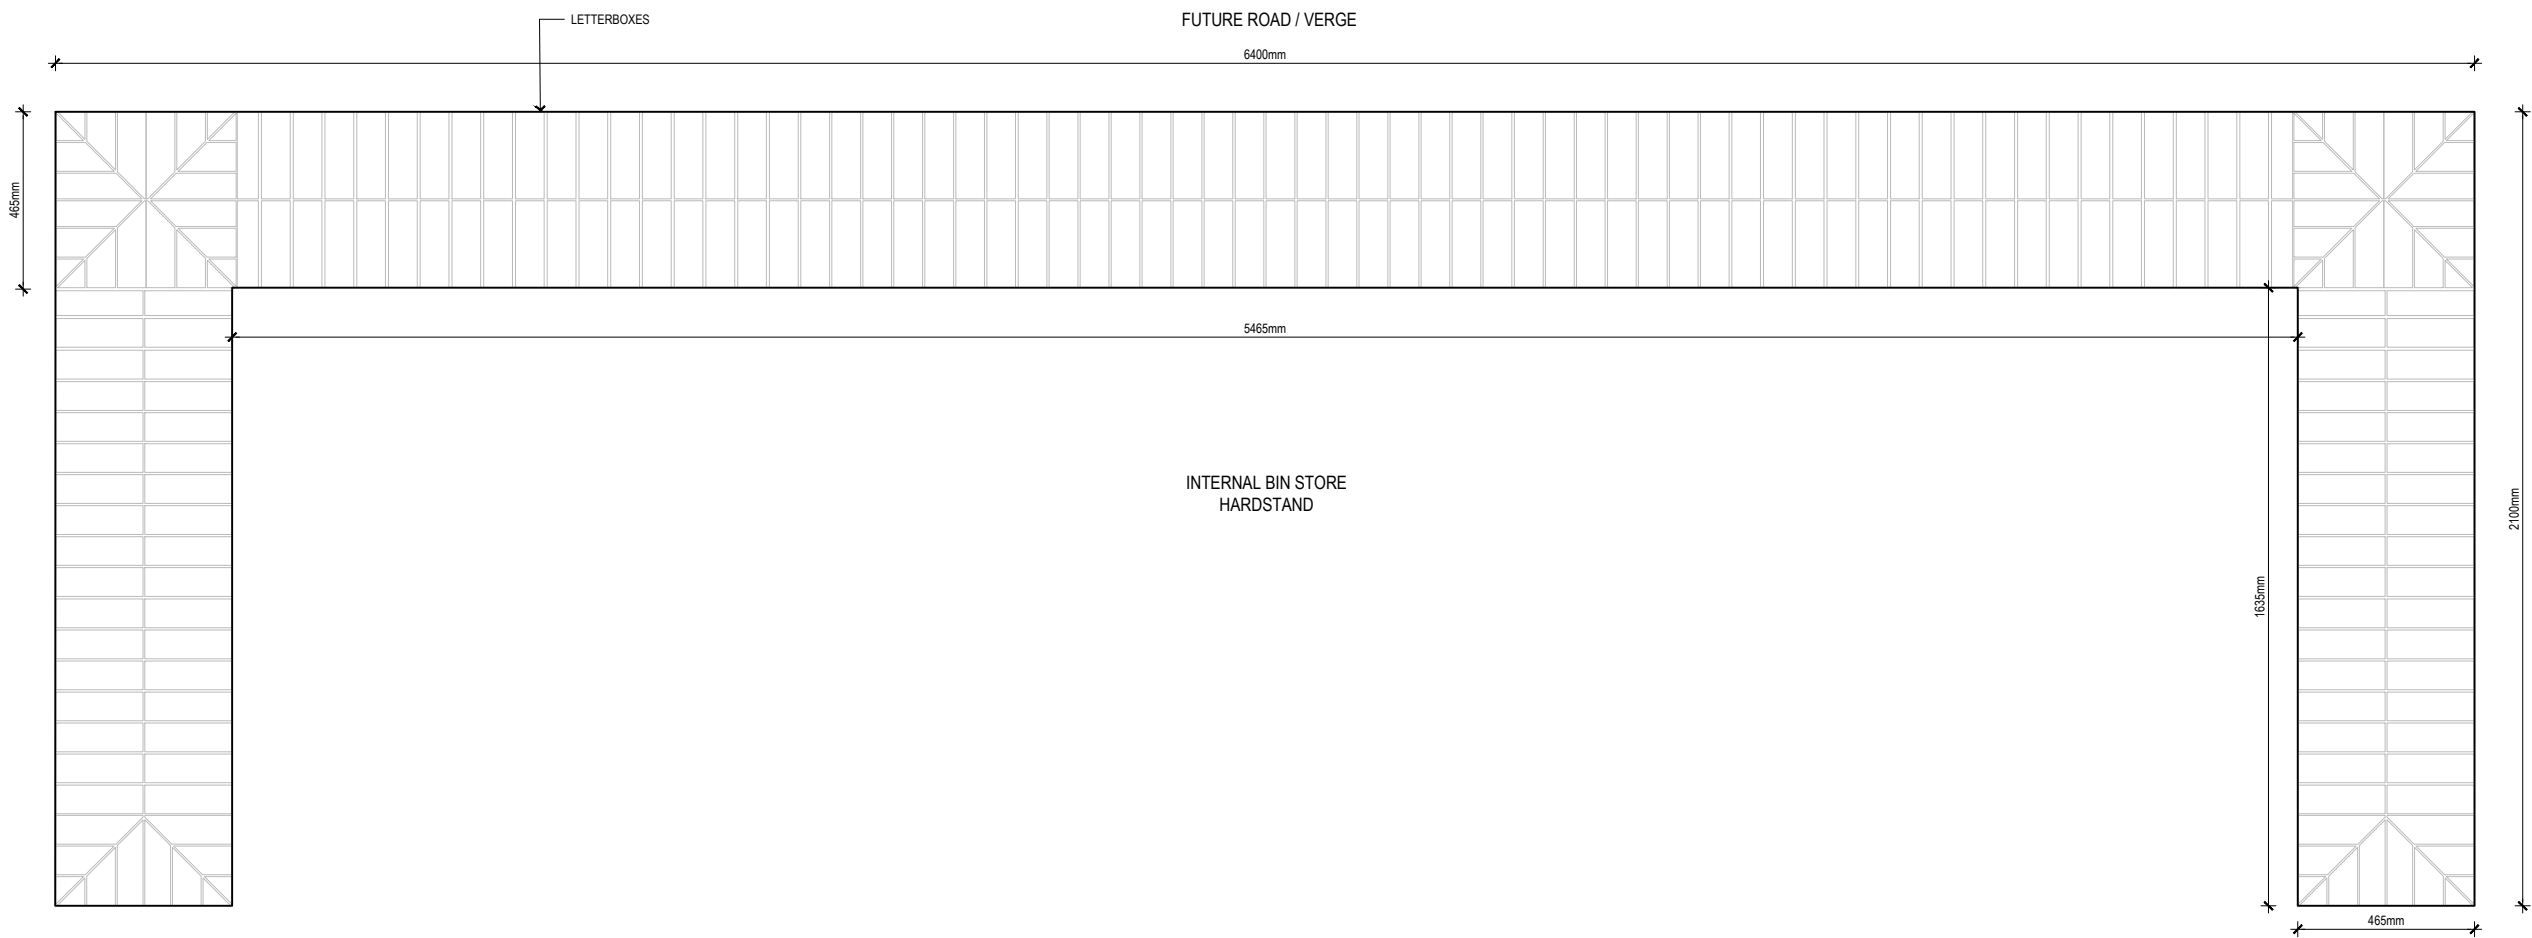 LETTERBOXES
FUTURE ROAD / VERGE
6400mm
465mm
5465mm
INTERNAL BIN STORE
HARDSTAND
2100mm
1635mm
465mm